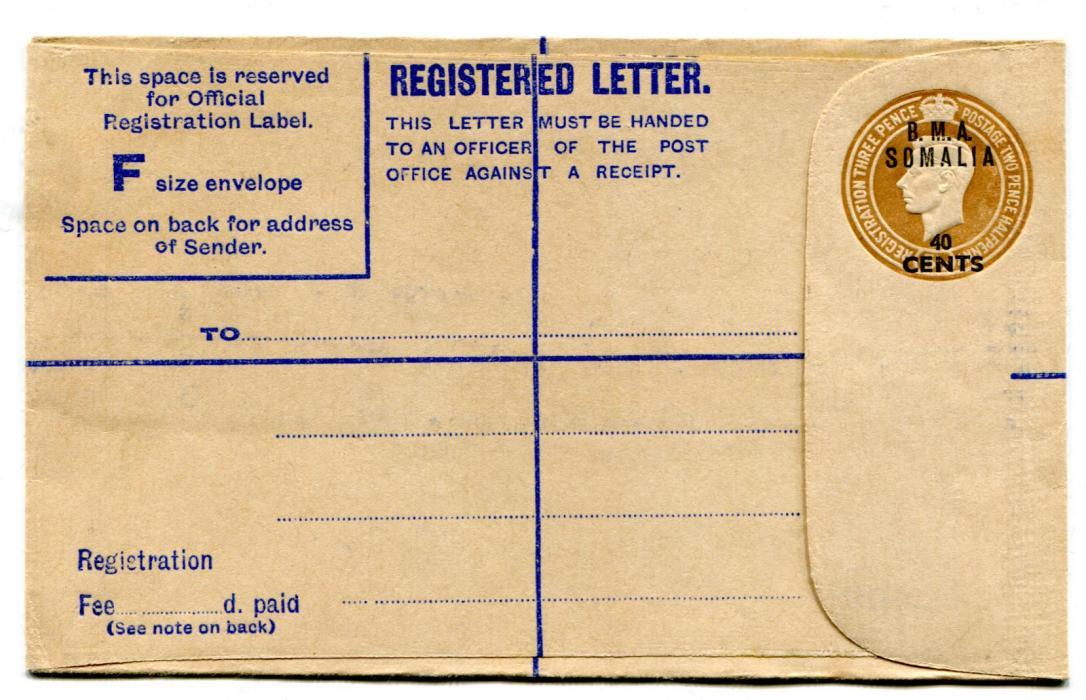 This space is reserved
for Official
Registration Label.
F size envelope
Space on back for address
of Sender.
REGISTERED LETTER.
THIS LETTER MUST BE HANDED
TO AN OFFICER OF THE POST
OFFICE AGAINST A RECEIPT.
REGISTRATION THREE PENCE POSTAGE TWO PENCE
B. M. A.
SOMALIA
40
CENTS
TO
Registration
Fee d. paid
(See note on back)